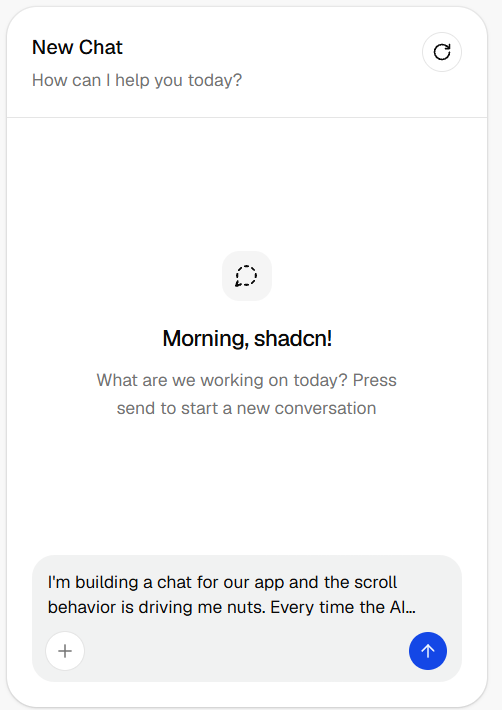 New Chat
How can I help you today?
Morning, shadcn!
What are we working on today? Press
send to start a new conversation
I'm building a chat for our app and the scroll
behavior is driving me nuts. Every time the AI...